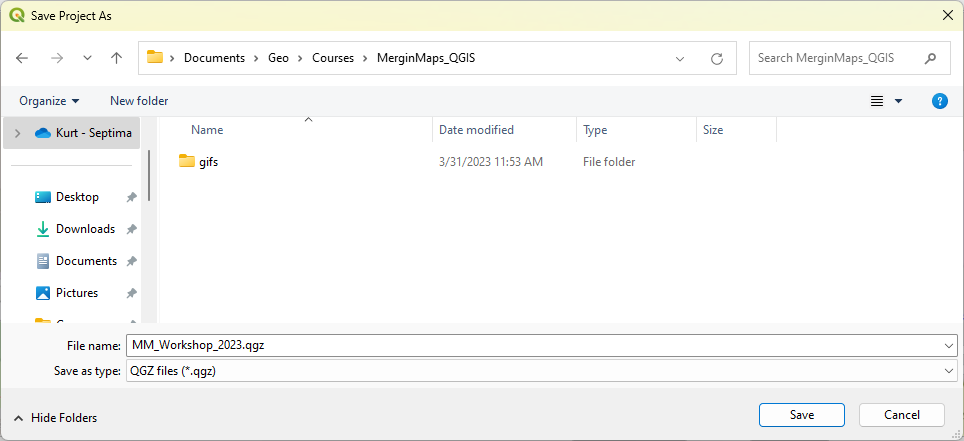 Save Project As
Documents > Geo > Courses > MerginMaps_QGIS
Search MerginMaps_QGIS
Organize
New folder
Kurt - Septima
Desktop
Downloads
Documents
Pictures
Name Date modified Type Size
gifs 3/31/2023 11:53 AM File folder
File name: MM_Workshop_2023.qgz
Save as type: QGZ files (*.qgz)
Hide Folders
Save
Cancel